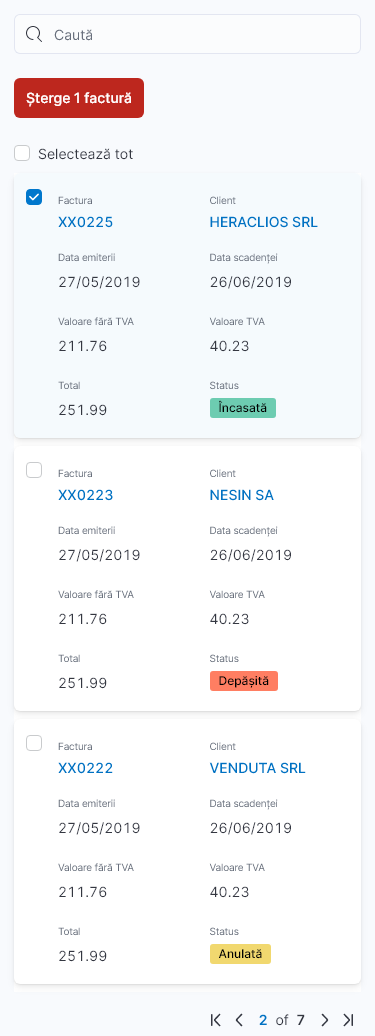 Caută
Șterge 1 factură
Selectează tot
Factura Client
XX0225 HERACLIOS SRL
Data emiterii Data scadenței
27/05/2019 26/06/2019
Valoare fără TVA Valoare TVA
211.76 40.23
Total Status
251.99 Încasată
Factura Client
XX0223 NESIN SA
Data emiterii Data scadenței
27/05/2019 26/06/2019
Valoare fără TVA Valoare TVA
211.76 40.23
Total Status
251.99 Depășită
Factura Client
XX0222 VENDUTA SRL
Data emiterii Data scadenței
27/05/2019 26/06/2019
Valoare fără TVA Valoare TVA
211.76 40.23
Total Status
251.99 Anulată
2 of 7